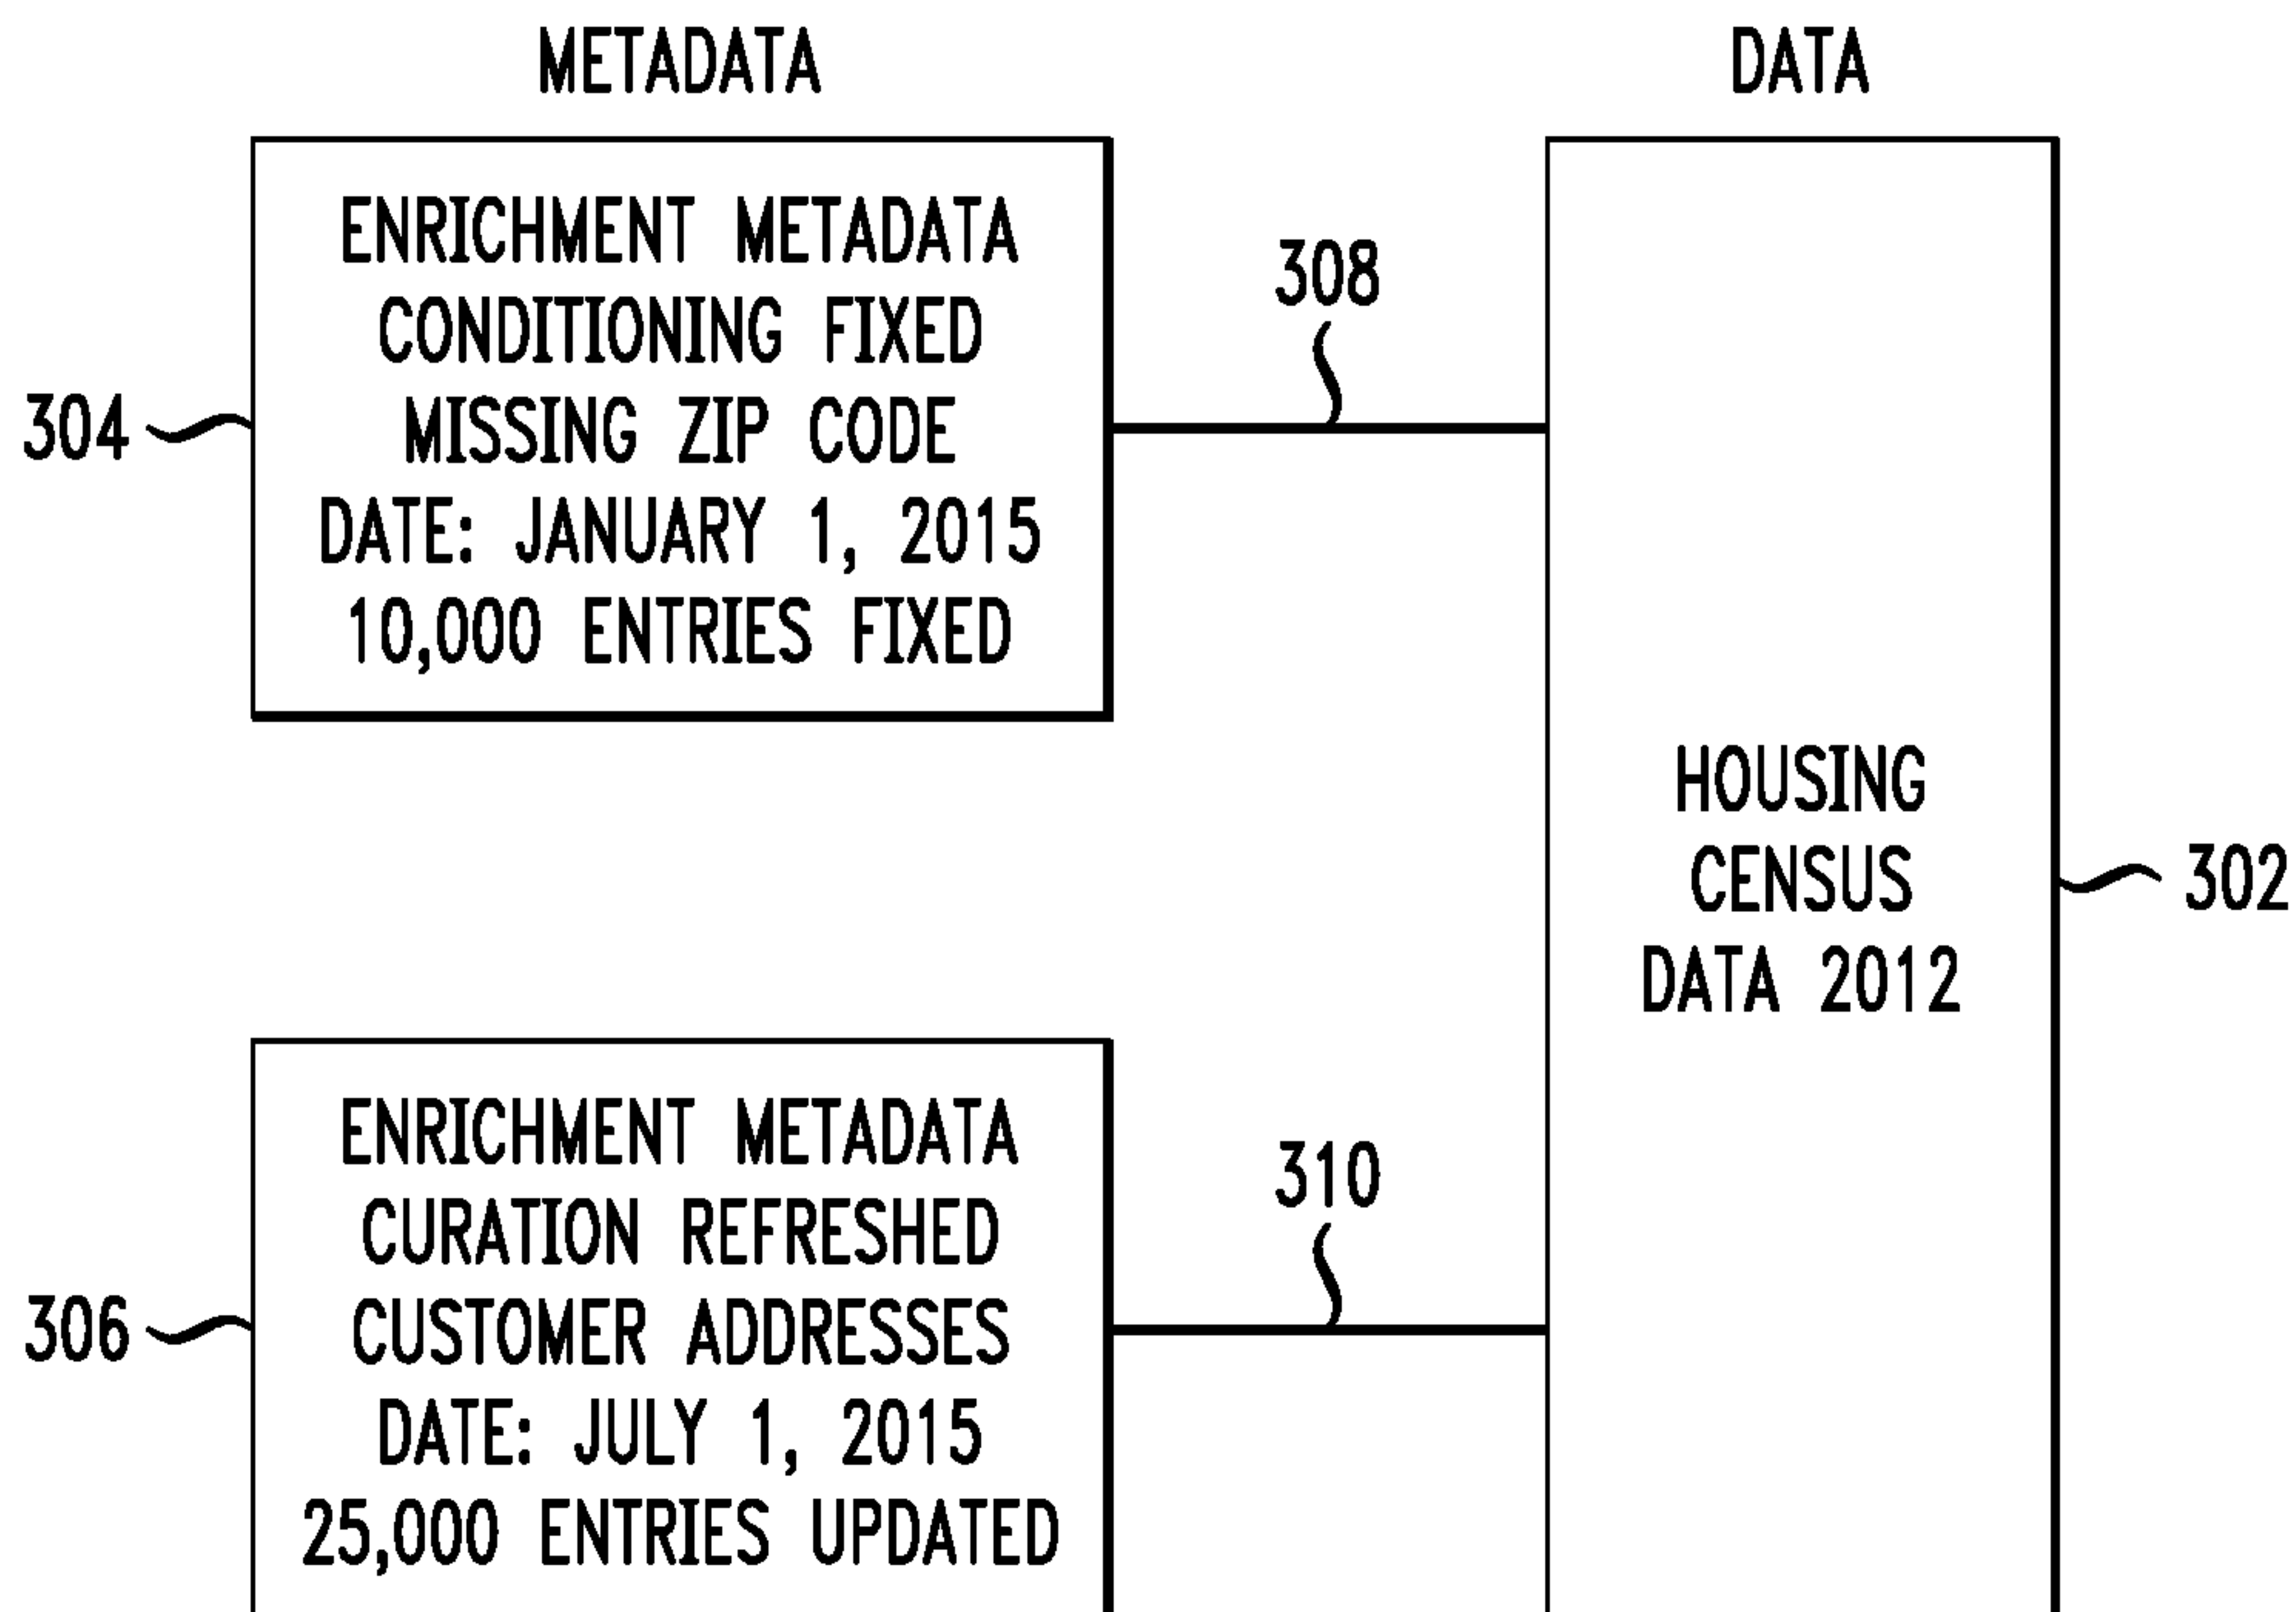 METADATA
DATA
ENRICHMENT METADATA
CONDITIONING FIXED
MISSING ZIP CODE
DATE: JANUARY 1, 2015
10,000 ENTRIES FIXED
304
308
HOUSING
CENSUS
DATA 2012
302
ENRICHMENT METADATA
CURATION REFRESHED
CUSTOMER ADDRESSES
DATE: JULY 1, 2015
25,000 ENTRIES UPDATED
306
310